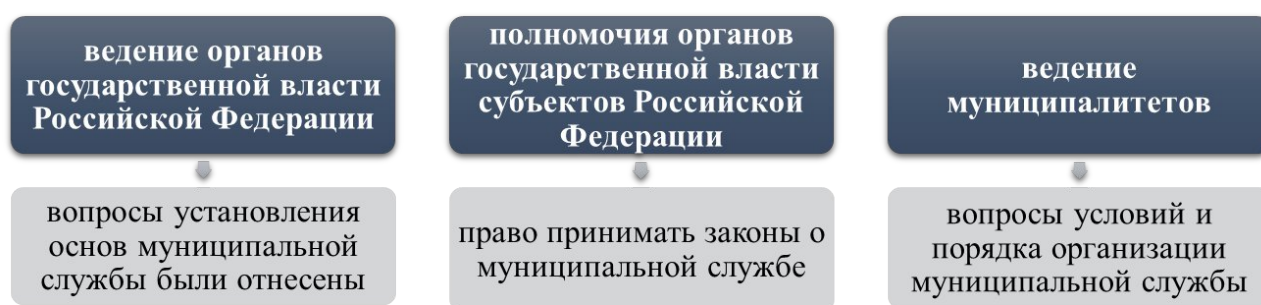 ведение органов
государственной власти
Российской Федерации
вопросы установления
основ муниципальной
службы были отнесены
полномочия органов
государственной власти
субъектов Российской
Федерации
право принимать законы о
муниципальной службе
ведение
муниципалитетов
вопросы условий и
порядка организации
муниципальной службы